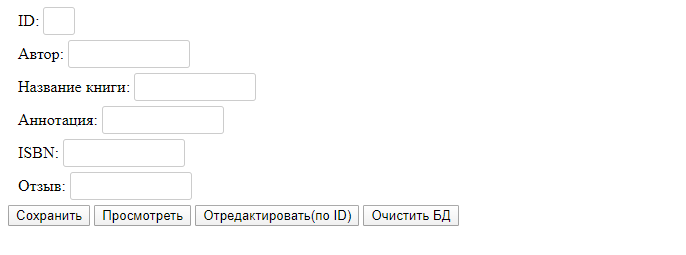 ID:
Автор:
Название книги:
Аннотация:
ISBN:
Отзыв:
Сохранить Просмотреть Отредактировать(по ID) Очистить БД